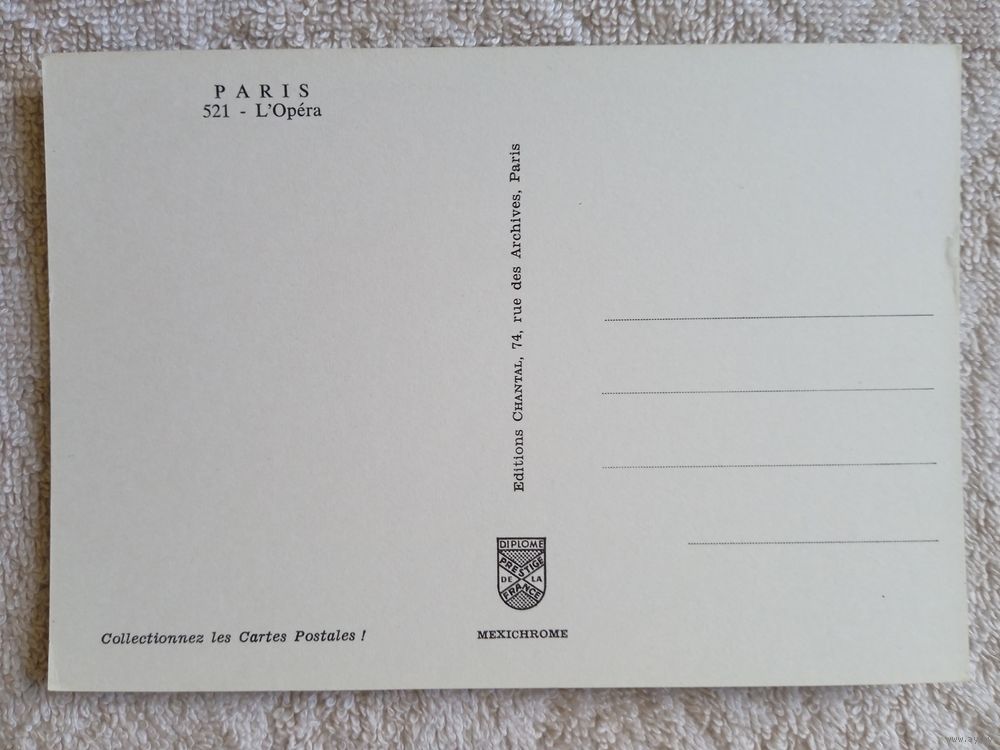 PARIS
521 - L'Opéra
Editions CHANTAL, 74, rue des Archives, Paris
DIPLOME
PRESTIGE
DE LA
FRANCE
MEXICHROME
Collectionnez les Cartes Postales !